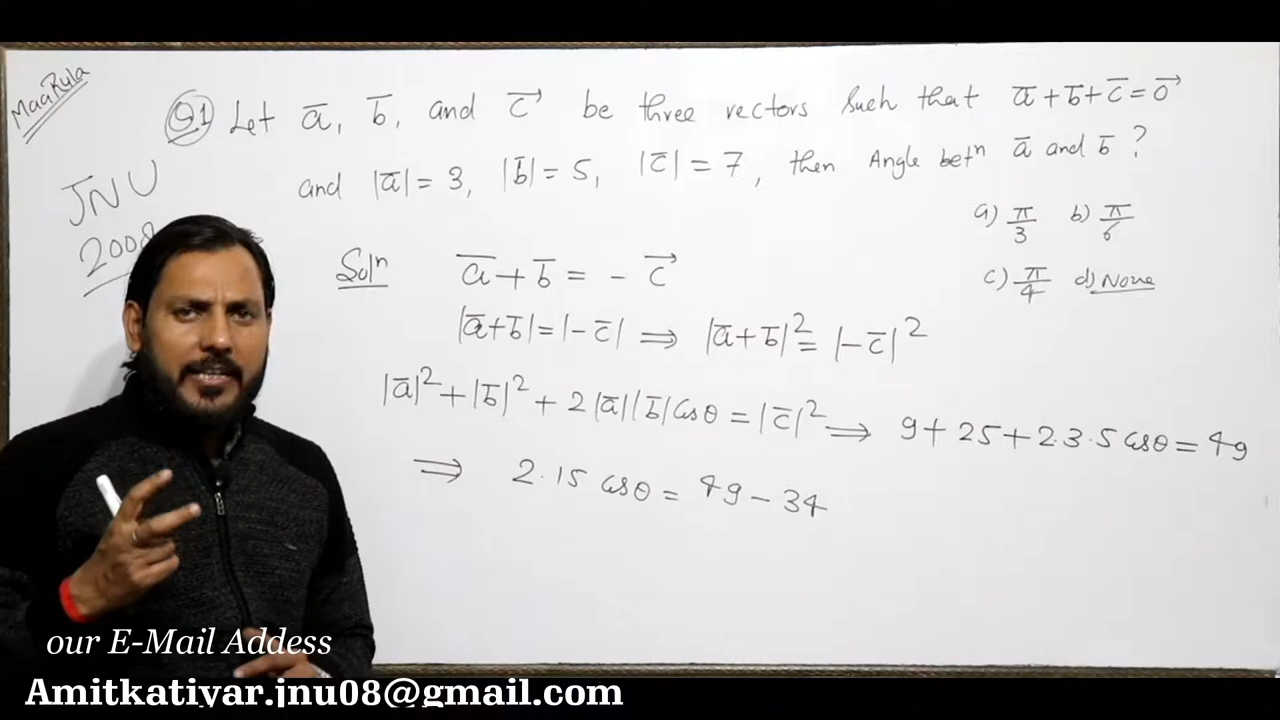 MaaRula
JNU
2008
Q1 Let a̅, b̅, and c⃗ be three vectors such that a̅+b̅+c̅=0⃗
and |a̅|=3, |b̅|=5, |c̅|=7, then Angle betⁿ a̅ and b̅ ?
a) π/3 b) π/6
c) π/4 d) None
Solⁿ a̅+b̅ = - c⃗
|a̅+b̅|=|-c̅| ⟹ |a̅+b̅|²=|-c̅|²
|a̅|²+|b̅|²+2|a̅||b̅|cosθ=|c̅|² ⟹ 9+25+2.3.5 cosθ=49
⟹ 2.15 cosθ = 49-34
our E-Mail Addess
Amitkatiyar.jnu08@gmail.com